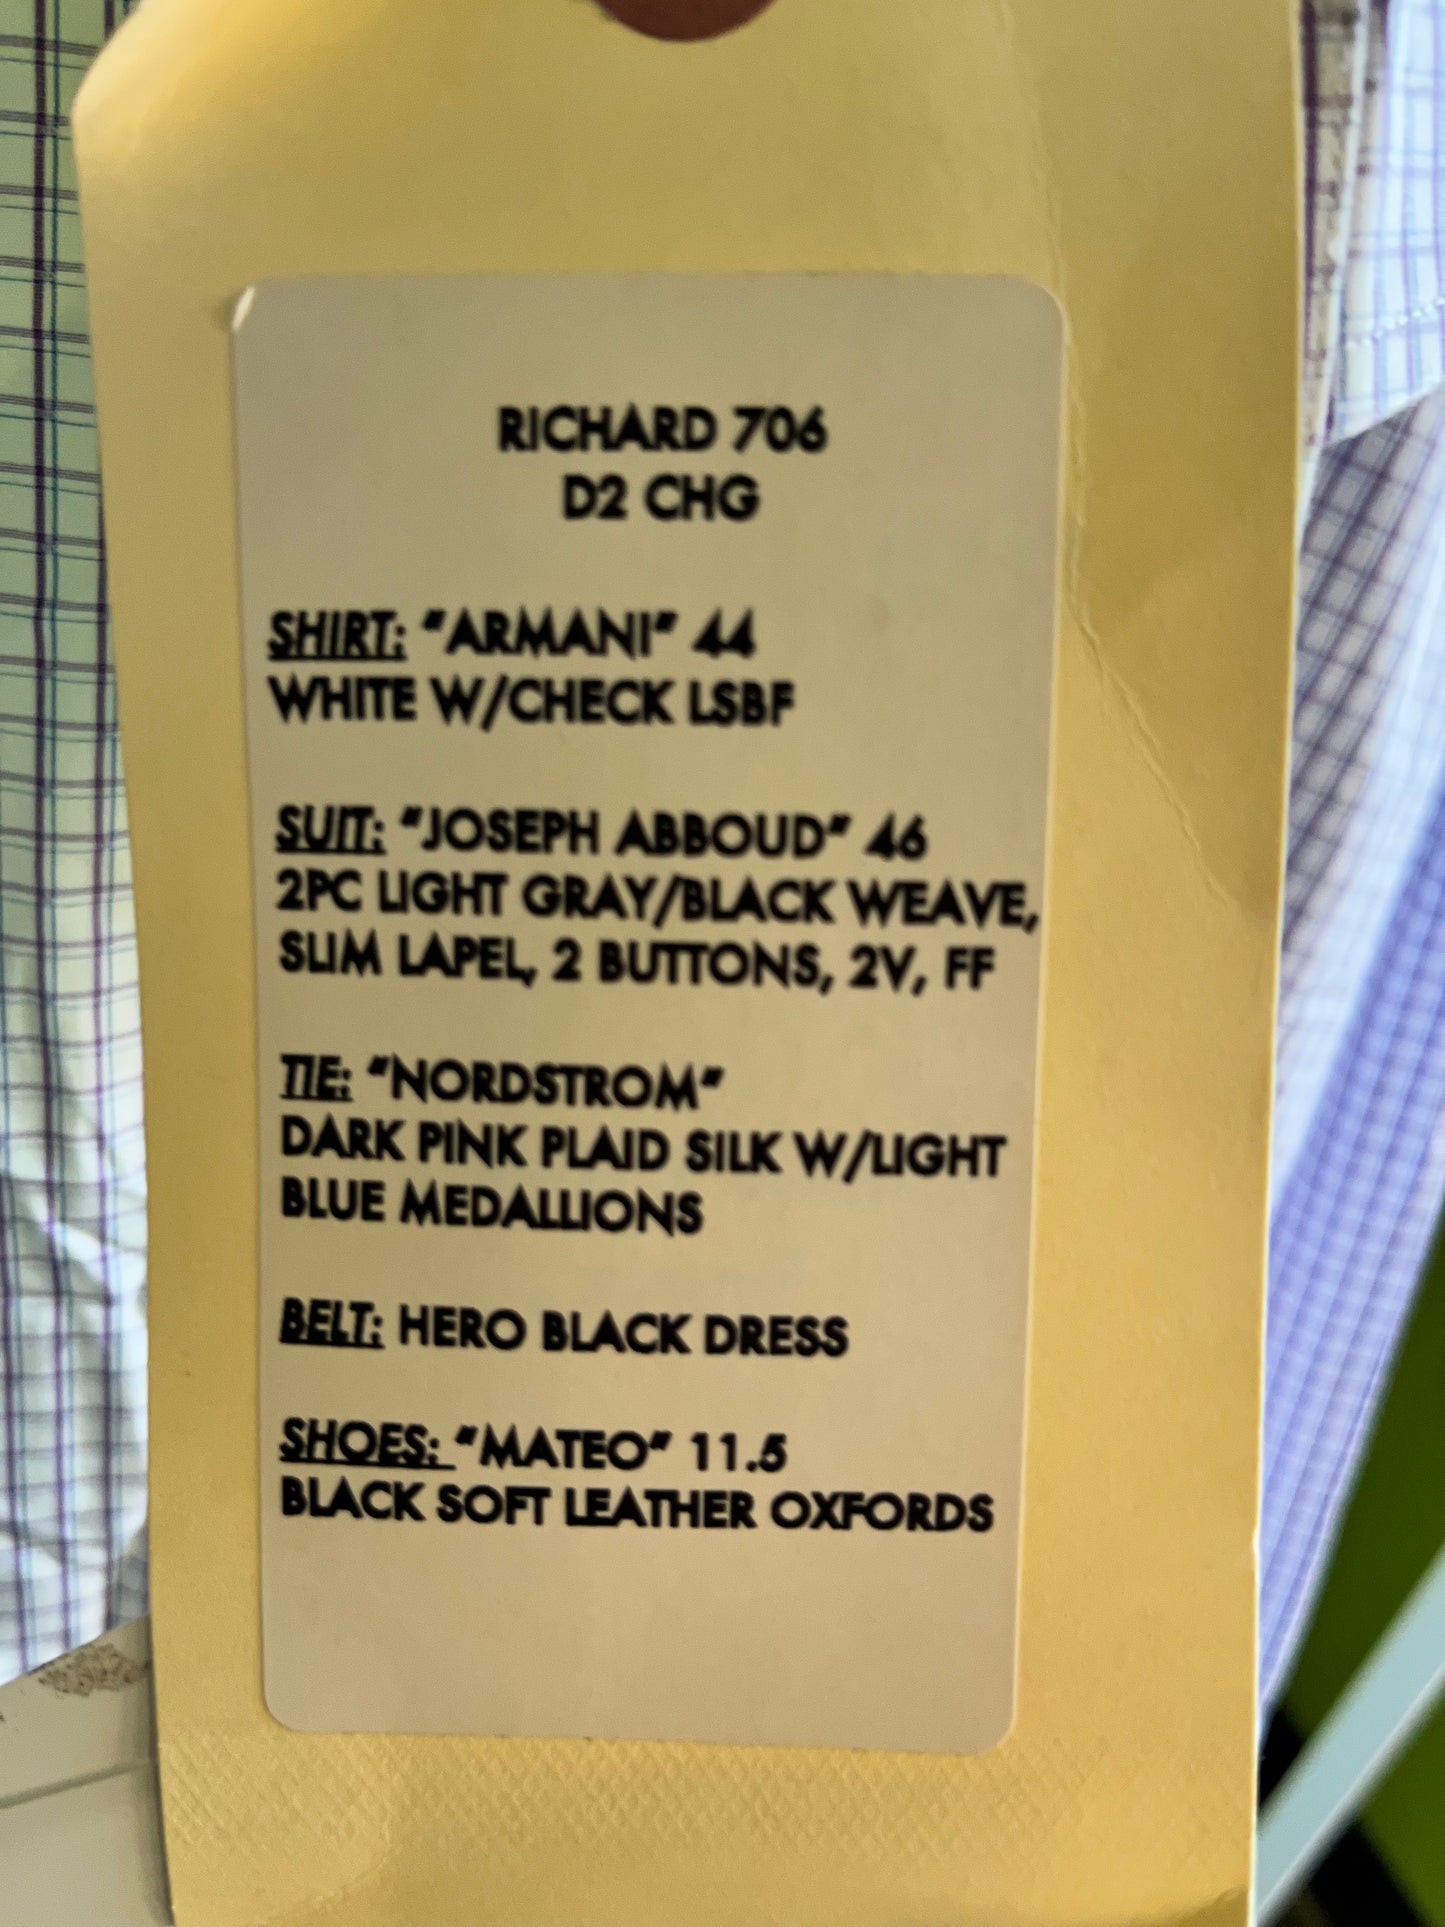 RICHARD 706
D2 CHG
SHIRT: "ARMANI" 44
WHITE W/CHECK LSBF
SUIT: "JOSEPH ABBOUD" 46
2PC LIGHT GRAY/BLACK WEAVE,
SLIM LAPEL, 2 BUTTONS, 2V, FF
TIE: "NORDSTROM"
DARK PINK PLAID SILK W/LIGHT
BLUE MEDALLIONS
BELT: HERO BLACK DRESS
SHOES: "MATEO" 11.5
BLACK SOFT LEATHER OXFORDS